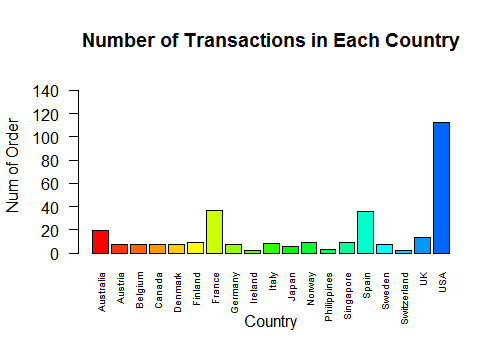 Number of Transactions in Each Country
Num of Order
140
120
100
80
60
40
20
0
Australia
Austria
Belgium
Canada
Denmark
Finland
France
Germany
Ireland
Italy
Japan
Norway
Philippines
Singapore
Spain
Sweden
Switzerland
UK
USA
Country